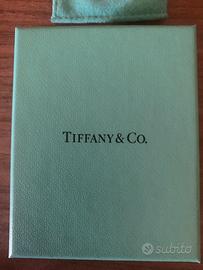 TIFFANY & CO.
subito